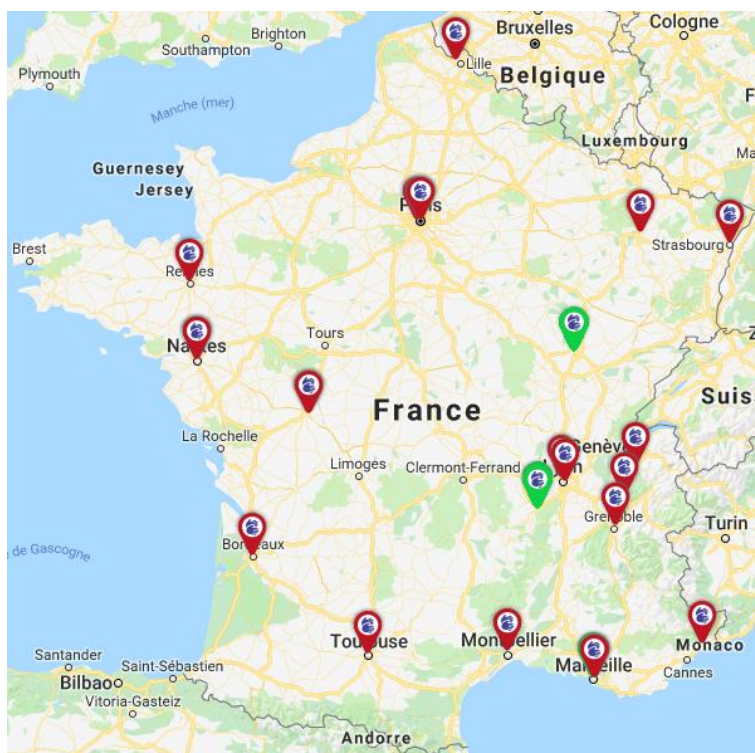 Brighton
Southampton
Plymouth
Bruxelles
Cologne
Lille
Belgique
Manche (mer)
Luxembourg
Guernesey
Jersey
Strasbourg
Brest
Tours
France
Suis
La Rochelle
Limoges
Clermont-Ferrand
Genève
Grenoble
Turin
de Gascogne
Monaco
Cannes
Santander
Saint-Sébastien
Bilbao
Vitoria-Gasteiz
Andorre